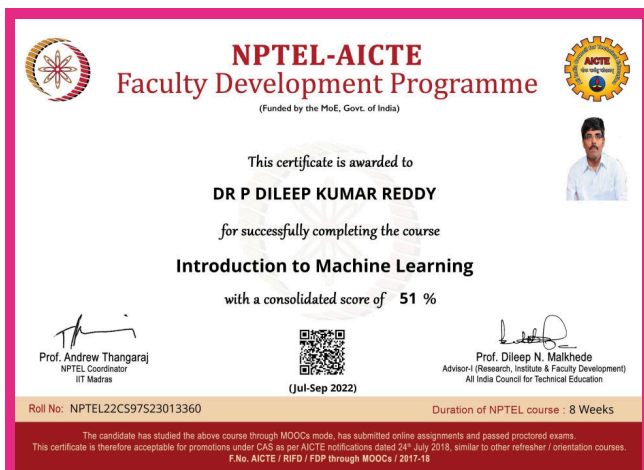 NPTEL-AICTE
Faculty Development Programme
(Funded by the MoE, Govt. of India)
AICTE
This certificate is awarded to
DR P DILEEP KUMAR REDDY
for successfully completing the course
Introduction to Machine Learning
with a consolidated score of 51 %
Prof. Andrew Thangaraj
NPTEL Coordinator
IIT Madras
(Jul-Sep 2022)
Prof. Dileep N. Malkhede
Advisor-I (Research, Institute & Faculty Development)
All India Council for Technical Education
Roll No: NPTEL22CS97S23013360
Duration of NPTEL course : 8 Weeks
The candidate has studied the above course through MOOCs mode, has submitted online assignments and passed proctored exams.
This certificate is therefore acceptable for promotions under CAS as per AICTE notifications dated 24th July 2018, similar to other refresher / orientation courses.
F.No. AICTE / RIFD / FDP through MOOCs / 2017-18